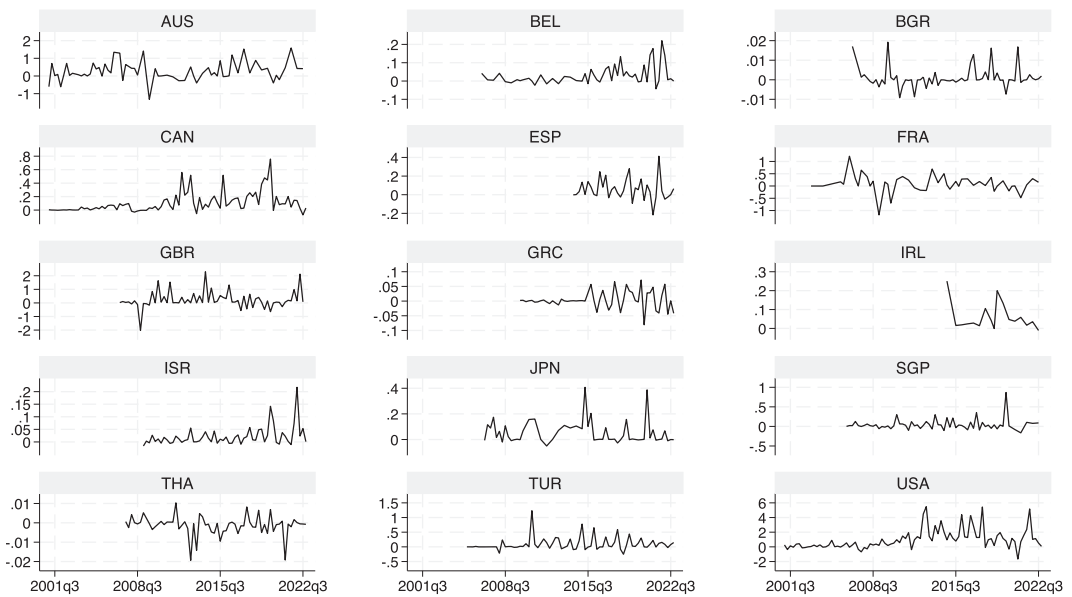 AUS BEL BGR
2 .2 .02
1 .1 .01
0 0 0
-1 -.1 -.01
CAN ESP FRA
.8 .4 1
.6 .2 .5
.4 0 0
.2 -.2 -.5
0 -1
GBR GRC IRL
2 .1 .3
1 .05 .2
0 0 .1
-1 -.05 0
-2 -.1
ISR JPN SGP
.2 .4 1
.15 .2 .5
.1 0 0
.05 -.5
0
THA TUR USA
.01 1.5 6
0 1 4
-.01 .5 2
-.02 0 0
-.5 -2
2001q3 2008q3 2015q3 2022q3 2001q3 2008q3 2015q3 2022q3 2001q3 2008q3 2015q3 2022q3